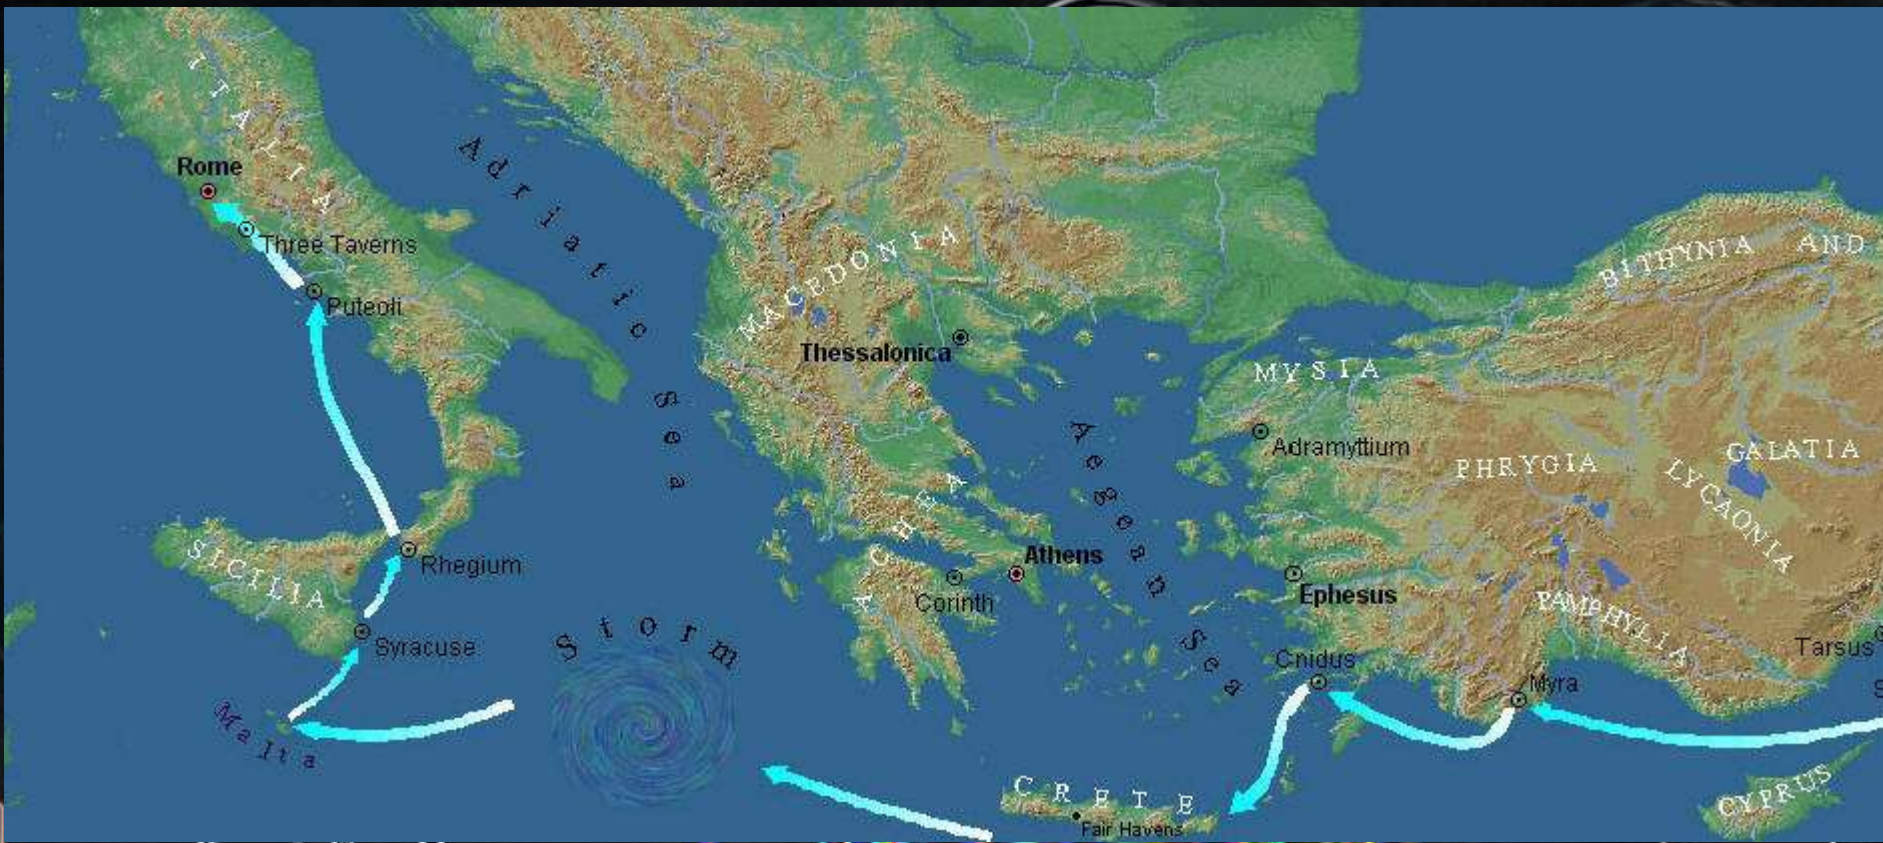 ITALIA
Adriatic Sea
Rome
Three Taverns
Puteoli
MACEDONIA
Thessalonica
BITHYNIA AND
MYSIA
Adramyttium
Aegean Sea
PHRYGIA
GALATIA
LYCAONIA
ACHEA
SICILIA
Rhegium
Athens
Corinth
Ephesus
PAMPHYLIA
Tarsus
Storm
Syracuse
Cnidus
Myra
S
Malta
CRETE
Fair Havens
CYPRUS